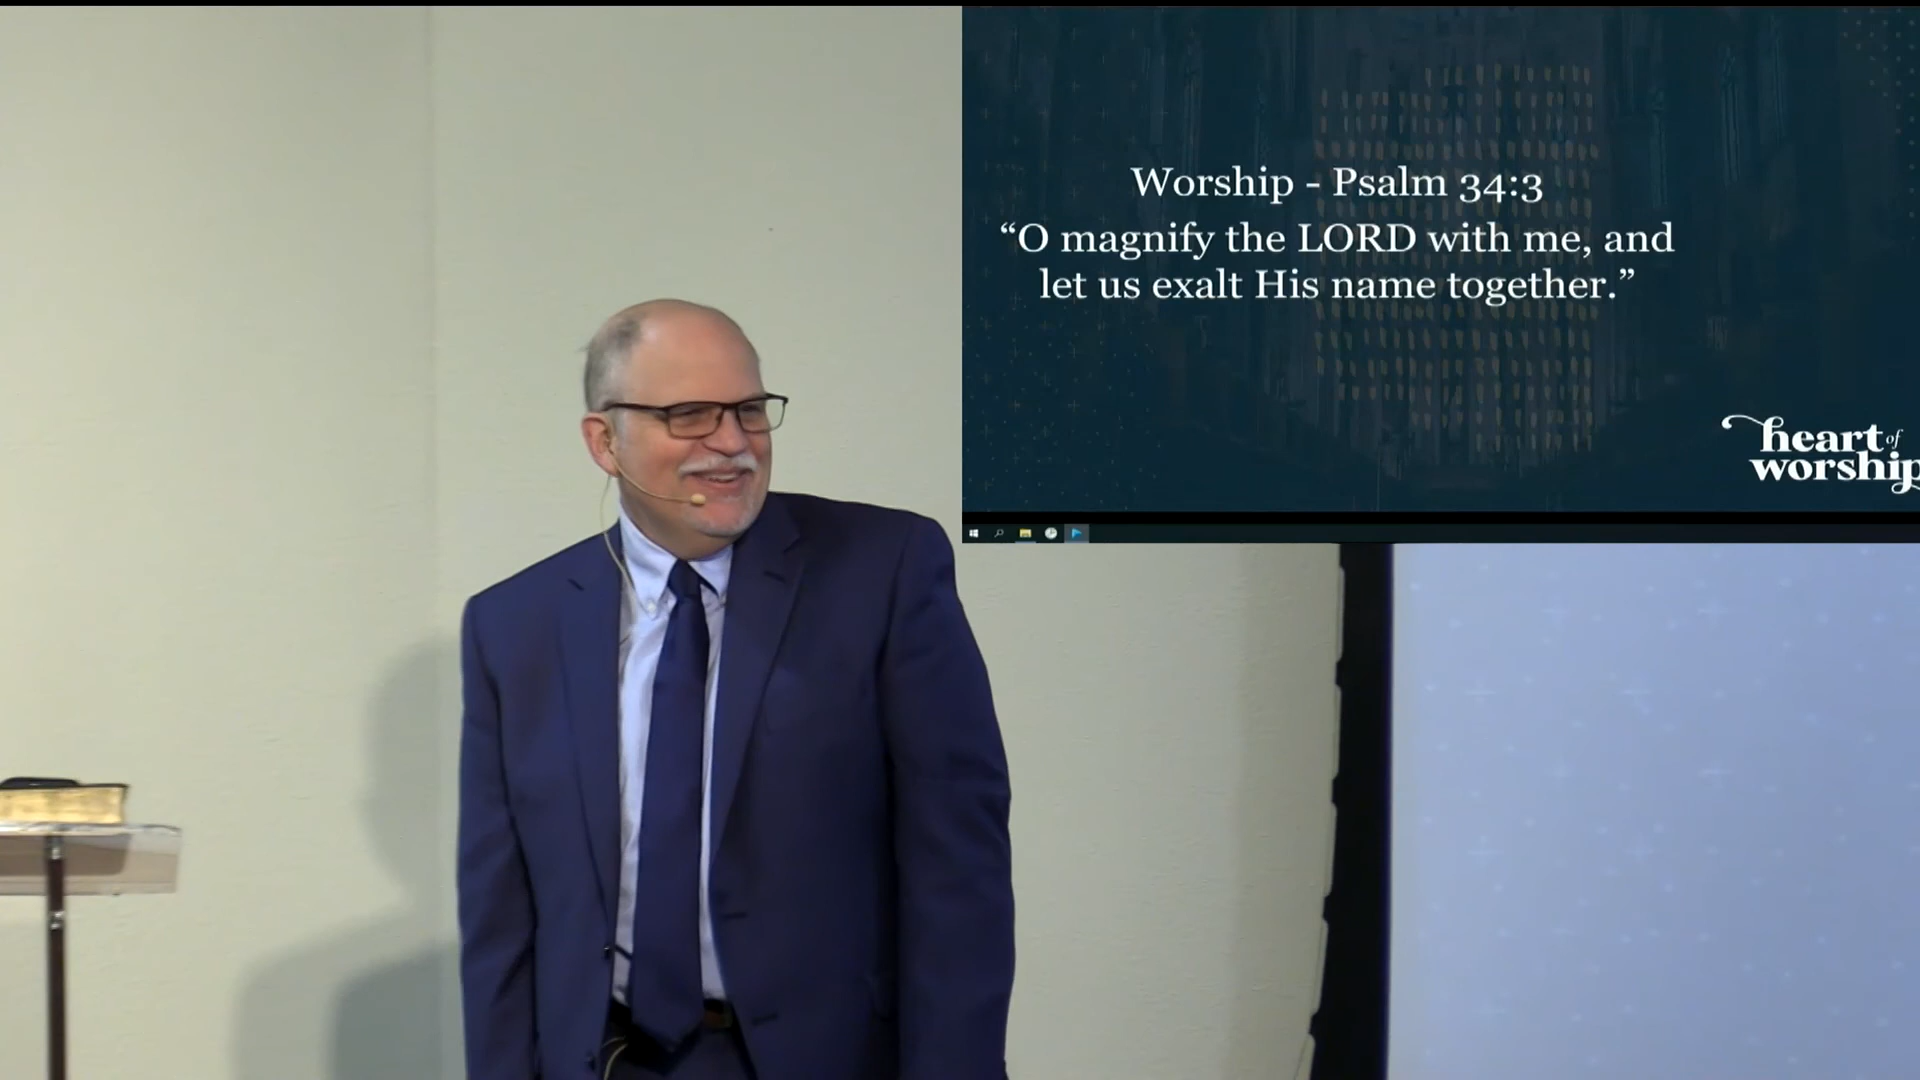 Worship - Psalm 34:3
“O magnify the LORD with me, and
let us exalt His name together.”
heart of
worship